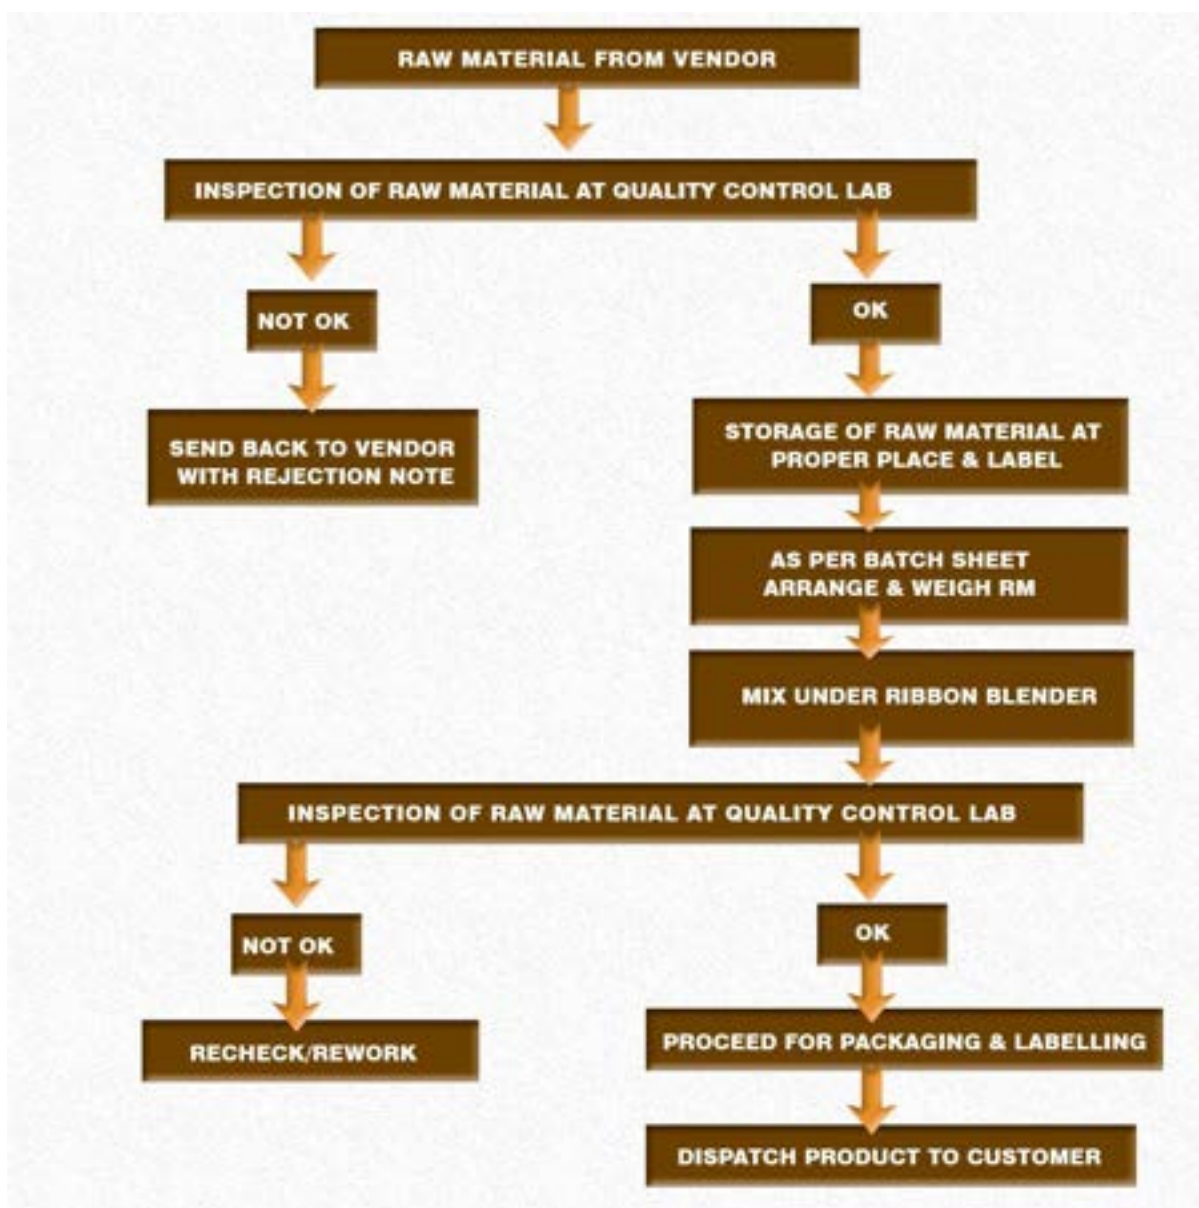 RAW MATERIAL FROM VENDOR
INSPECTION OF RAW MATERIAL AT QUALITY CONTROL LAB
NOT OK
OK
SEND BACK TO VENDOR
WITH REJECTION NOTE
STORAGE OF RAW MATERIAL AT
PROPER PLACE & LABEL
AS PER BATCH SHEET
ARRANGE & WEIGH RM
MIX UNDER RIBBON BLENDER
INSPECTION OF RAW MATERIAL AT QUALITY CONTROL LAB
NOT OK
OK
RECHECK/REWORK
PROCEED FOR PACKAGING & LABELLING
DISPATCH PRODUCT TO CUSTOMER